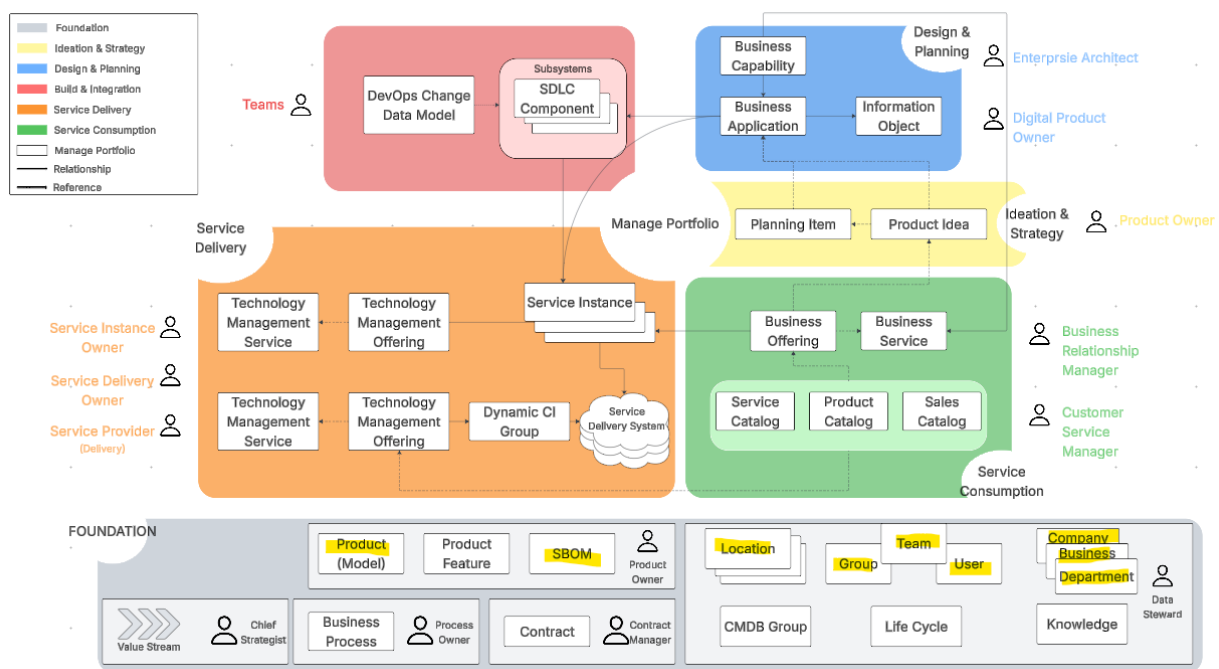 Foundation
Ideation & Strategy
Design & Planning
Build & Integration
Service Delivery
Service Consumption
Manage Portfolio
Relationship
Reference
Teams
DevOps Change
Data Model
Subsystems
SDLC
Component
Business
Capability
Business
Application
Information
Object
Design &
Planning
Enterprsie Architect
Digital Product
Owner
Manage Portfolio
Planning Item
Product Idea
Ideation &
Strategy
Product Owner
Service
Delivery
Technology
Management
Service
Technology
Management
Offering
Service Instance
Technology
Management
Service
Technology
Management
Offering
Dynamic CI
Group
Service
Delivery System
Service Instance
Owner
Service Delivery
Owner
Service Provider
(Delivery)
Business
Offering
Business
Service
Service
Catalog
Product
Catalog
Sales
Catalog
Service
Consumption
Business
Relationship
Manager
Customer
Service
Manager
FOUNDATION
Product
(Model)
Product
Feature
SBOM
Product
Owner
Location
Group
Team
User
Company
Business
Department
Data
Steward
Value Stream
Chief
Strategist
Business
Process
Process
Owner
Contract
Contract
Manager
CMDB Group
Life Cycle
Knowledge